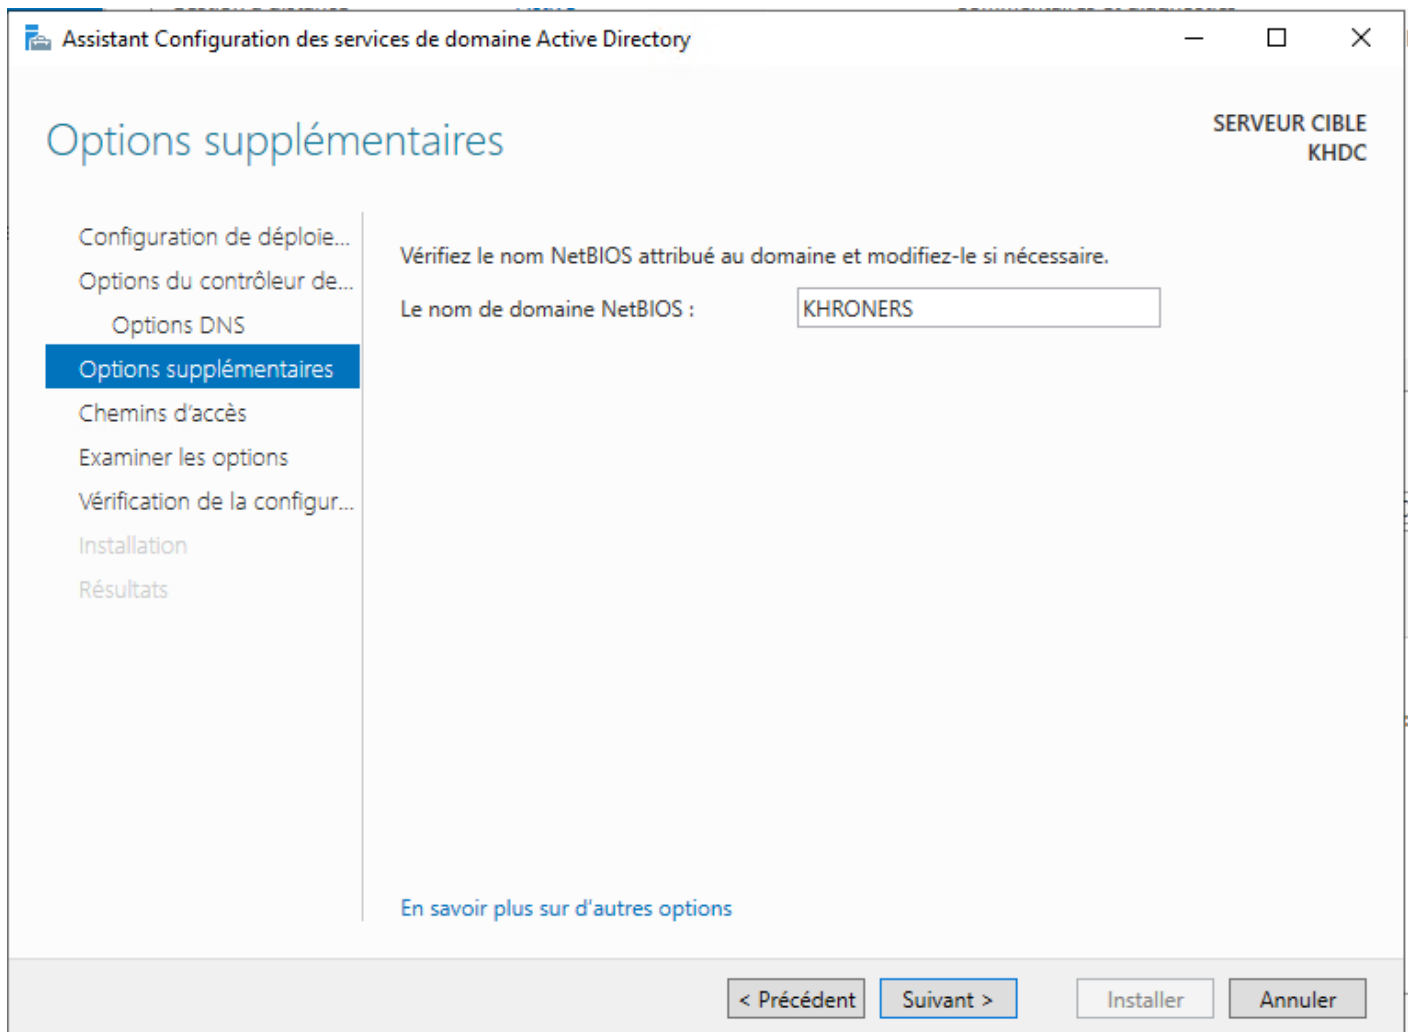 Assistant Configuration des services de domaine Active Directory
Options supplémentaires
SERVEUR CIBLE
KHDC
Configuration de déploie...
Options du contrôleur de...
Options DNS
Options supplémentaires
Chemins d'accès
Examiner les options
Vérification de la configur...
Installation
Résultats
Vérifiez le nom NetBIOS attribué au domaine et modifiez-le si nécessaire.
Le nom de domaine NetBIOS : KHRONERS
En savoir plus sur d'autres options
< Précédent Suivant > Installer Annuler